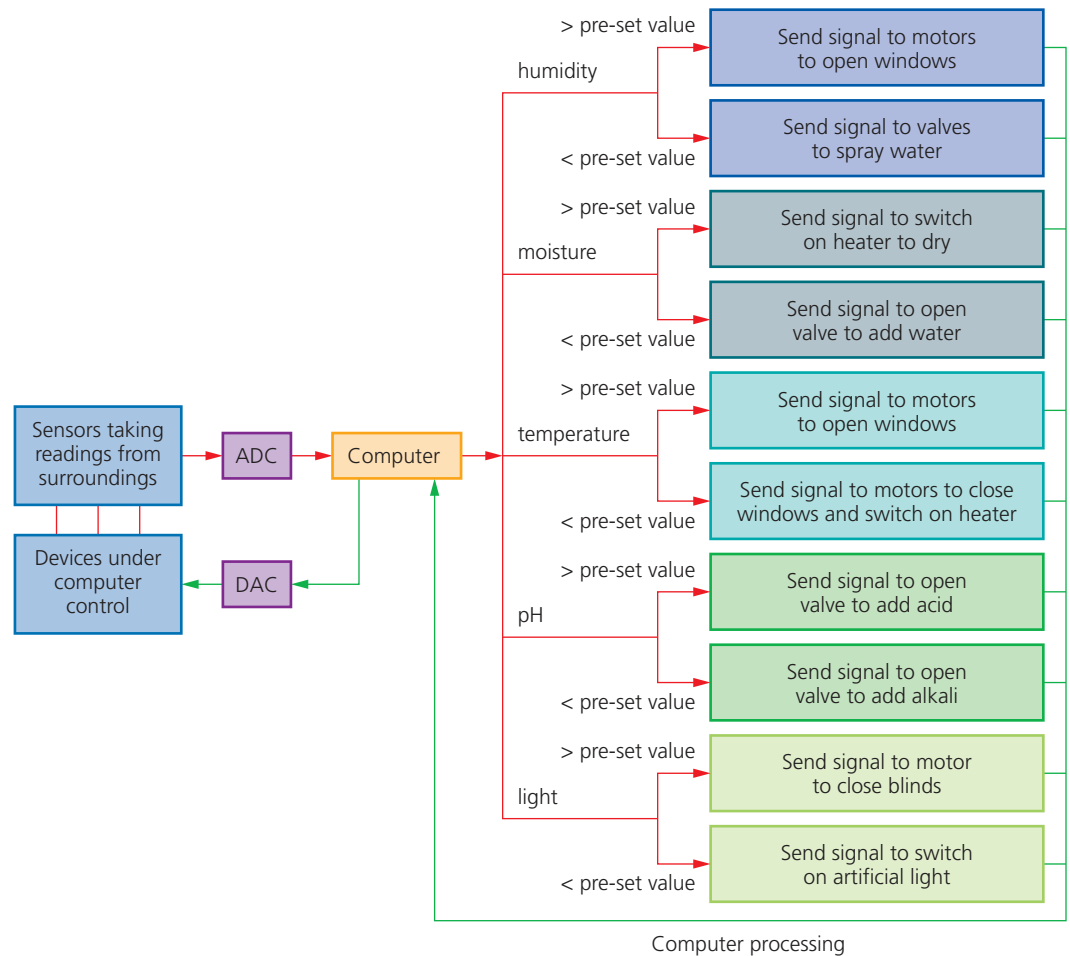 > pre-set value
Send signal to motors
to open windows
humidity
Send signal to valves
to spray water
< pre-set value
> pre-set value
Send signal to switch
on heater to dry
moisture
Send signal to open
valve to add water
< pre-set value
> pre-set value
Send signal to motors
to open windows
Sensors taking
readings from
surroundings
ADC
Computer
temperature
Send signal to motors to close
windows and switch on heater
< pre-set value
Devices under
computer
control
DAC
> pre-set value
Send signal to open
valve to add acid
pH
Send signal to open
valve to add alkali
< pre-set value
> pre-set value
Send signal to motor
to close blinds
light
Send signal to switch
on artificial light
< pre-set value
Computer processing